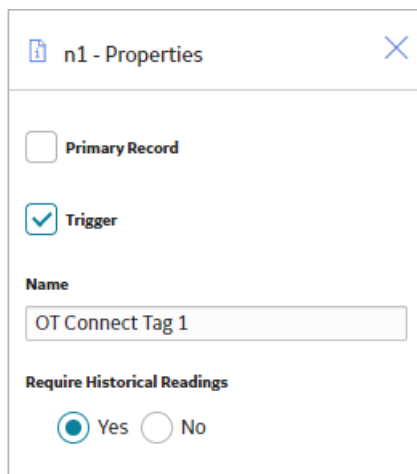 n1 - Properties
Primary Record
Trigger
Name
OT Connect Tag 1
Require Historical Readings
Yes No